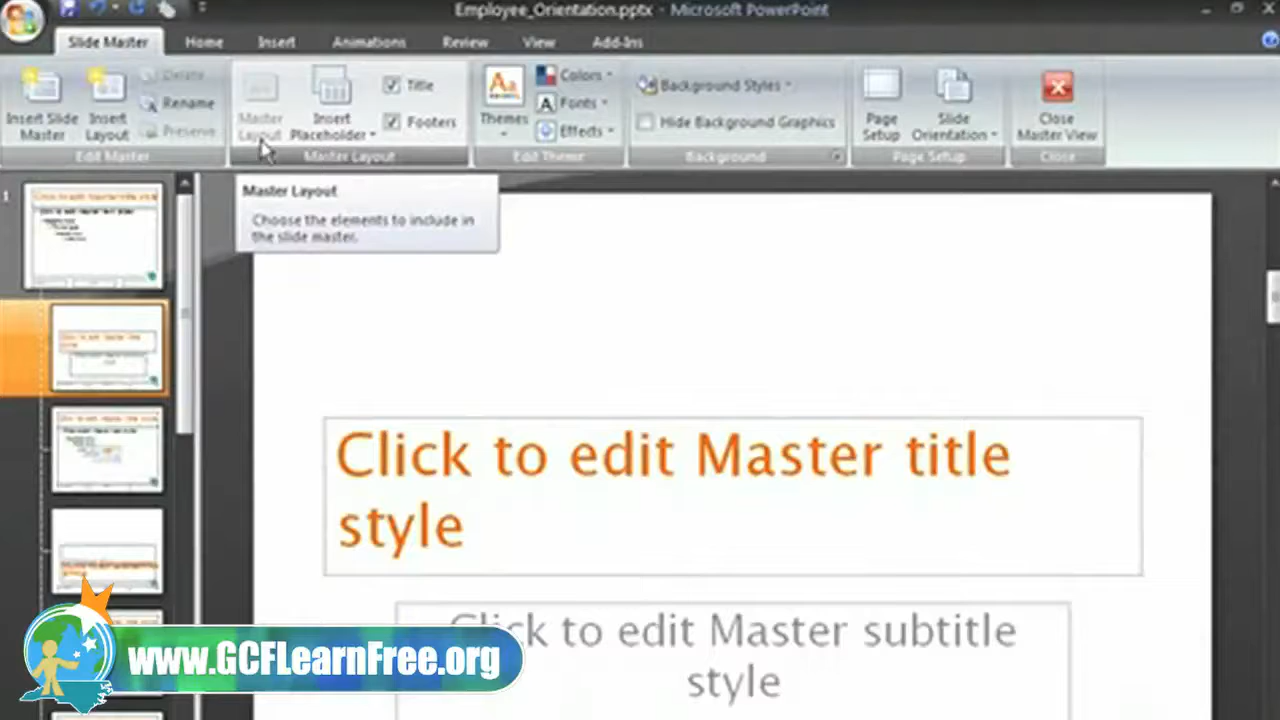 Employee_Orientation.pptx - Microsoft PowerPoint
Slide Master Home Insert Animations Review View Add-Ins
Insert Slide Master
Insert Layout
Delete
Rename
Preserve
Edit Master
Master Layout
Insert Placeholder
Title
Footers
Master Layout
Themes
Colors
Fonts
Effects
Edit Theme
Background Styles
Hide Background Graphics
Background
Page Setup
Slide Orientation
Page Setup
Close Master View
Close
Master Layout
Choose the elements to include in
the slide master.
1
Click to edit Master title
style
Click to edit Master subtitle
style
www.GCFLearnFree.org